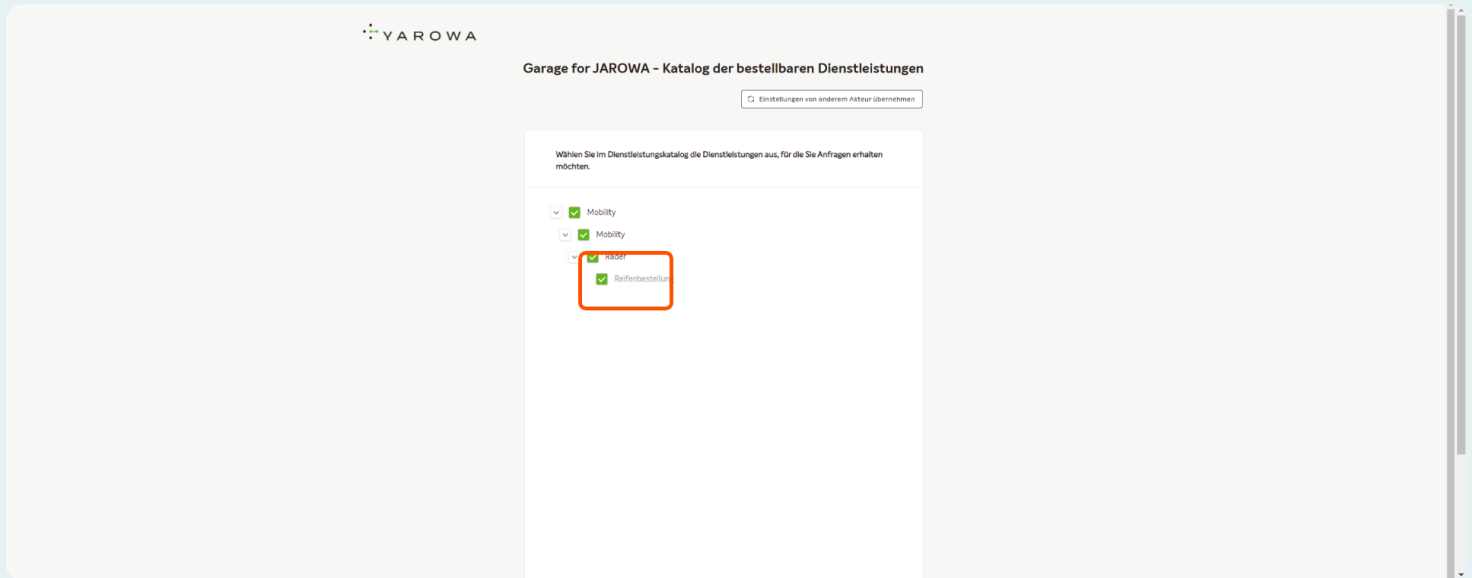 YAROWA
Garage for JAROWA - Katalog der bestellbaren Dienstleistungen
Einstellungen von anderem Akteur übernehmen
Wählen Sie im Dienstleistungskatalog die Dienstleistungen aus, für die Sie Anfragen erhalten
möchten.
Mobility
Mobility
Räder
Reifenbestellung